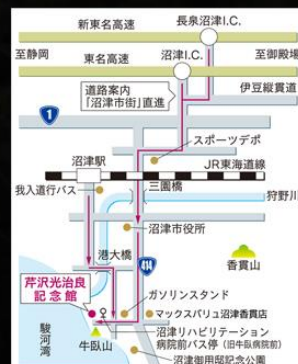 長泉沼津I.C.
新東名高速
至静岡
沼津I.C.
至御殿場
東名高速
道路案内
「沼津市街」直進
伊豆縦貫道
1
スポーツデポ
沼津駅
JR東海道線
我入道行バス
三園橋
狩野川
沼津市役所
港大橋
414
香貫山
芹沢光治良
記念館
ガソリンスタンド
マックスバリュ沼津香貫店
沼津リハビリテーション
病院前バス停(旧牛臥病院前)
駿河湾
牛臥山
沼津御用邸記念公園